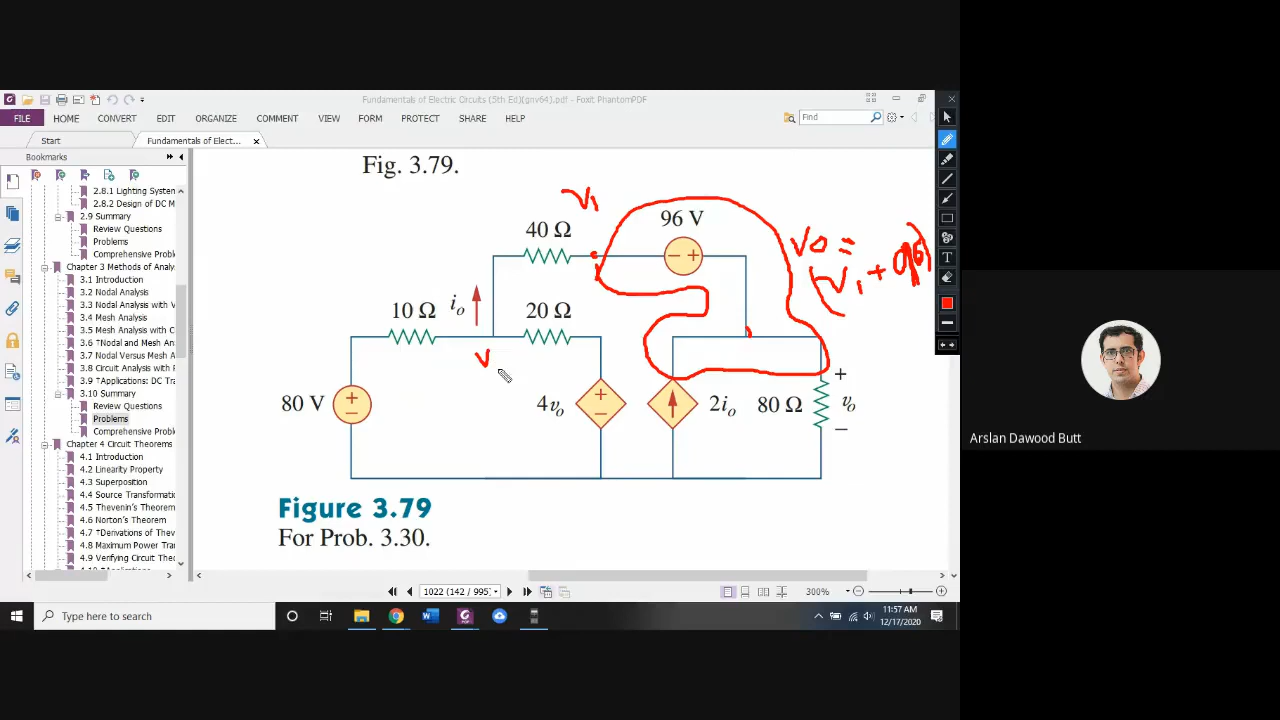 Fundamentals of Electric Circuits (5th Ed)(gnv64).pdf - Foxit PhantomPDF
FILE HOME CONVERT EDIT ORGANIZE COMMENT VIEW FORM PROTECT SHARE HELP
Find
Start
Fundamentals of Elect...
Bookmarks
2.8.1 Lighting System
2.8.2 Design of DC M
2.9 Summary
Review Questions
Problems
Comprehensive Probl
Chapter 3 Methods of Analy
3.1 Introduction
3.2 Nodal Analysis
3.3 Nodal Analysis with V
3.4 Mesh Analysis
3.5 Mesh Analysis with C
3.6 †Nodal and Mesh An
3.7 Nodal Versus Mesh A
3.8 Circuit Analysis with P
3.9 †Applications: DC Tra
3.10 Summary
Review Questions
Problems
Comprehensive Probl
Chapter 4 Circuit Theorems
4.1 Introduction
4.2 Linearity Property
4.3 Superposition
4.4 Source Transformatio
4.5 Thevenin's Theorem
4.6 Norton's Theorem
4.7 †Derivations of Thev
4.8 Maximum Power Tra
4.9 Verifying Circuit Theo
Fig. 3.79.
V1
40 Ω
96 V
− +
Vo =
V1 + 96
10 Ω
io
20 Ω
V
80 V
+
−
4vo
+
−
2io
80 Ω
+
vo
−
Figure 3.79
For Prob. 3.30.
1022 (142 / 995)
300%
Type here to search
11:57 AM
12/17/2020
Arslan Dawood Butt